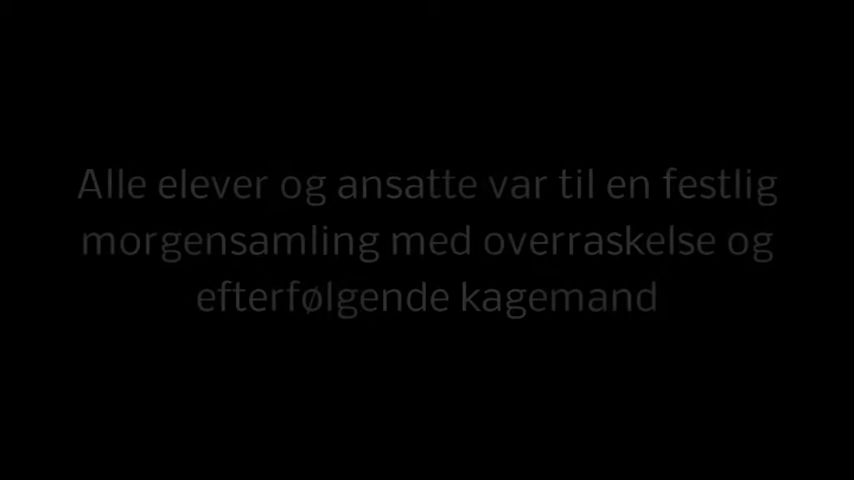 Alle elever og ansatte var til en festlig
morgensamling med overraskelse og
efterfølgende kagemand